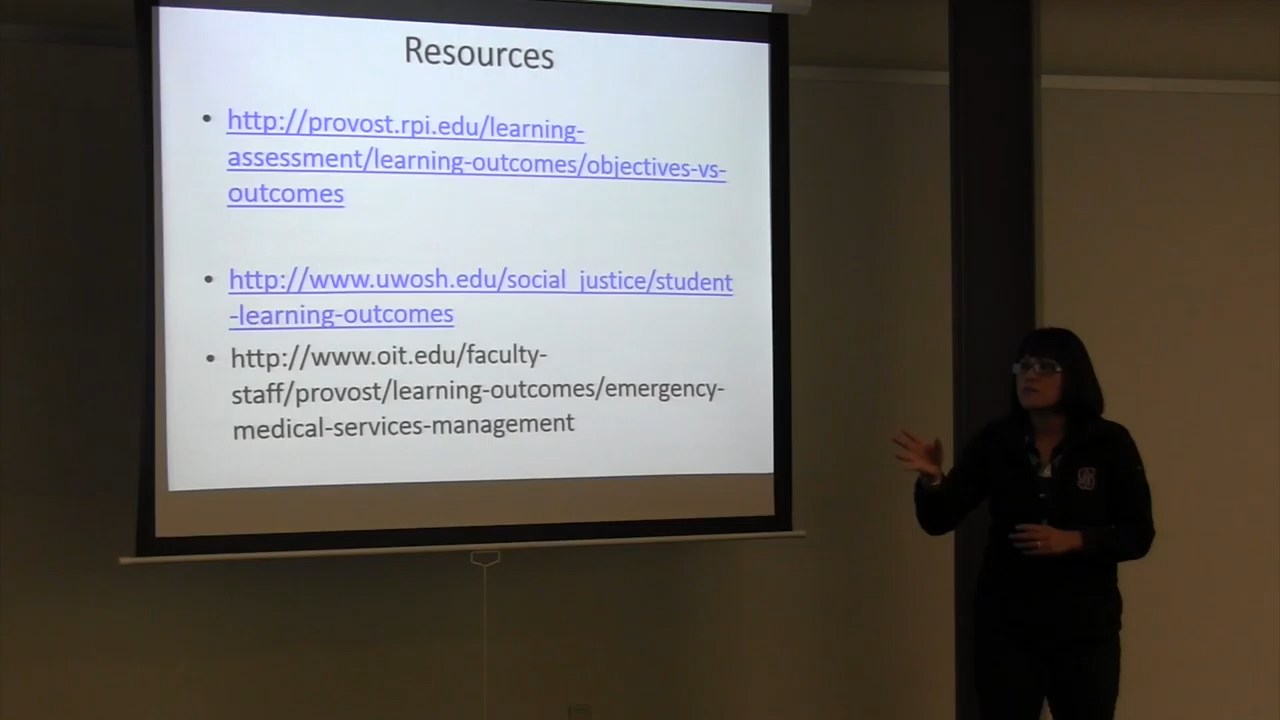 Resources
• http://provost.rpi.edu/learning-
assessment/learning-outcomes/objectives-vs-
outcomes
• http://www.uwosh.edu/social_justice/student
-learning-outcomes
• http://www.oit.edu/faculty-
staff/provost/learning-outcomes/emergency-
medical-services-management